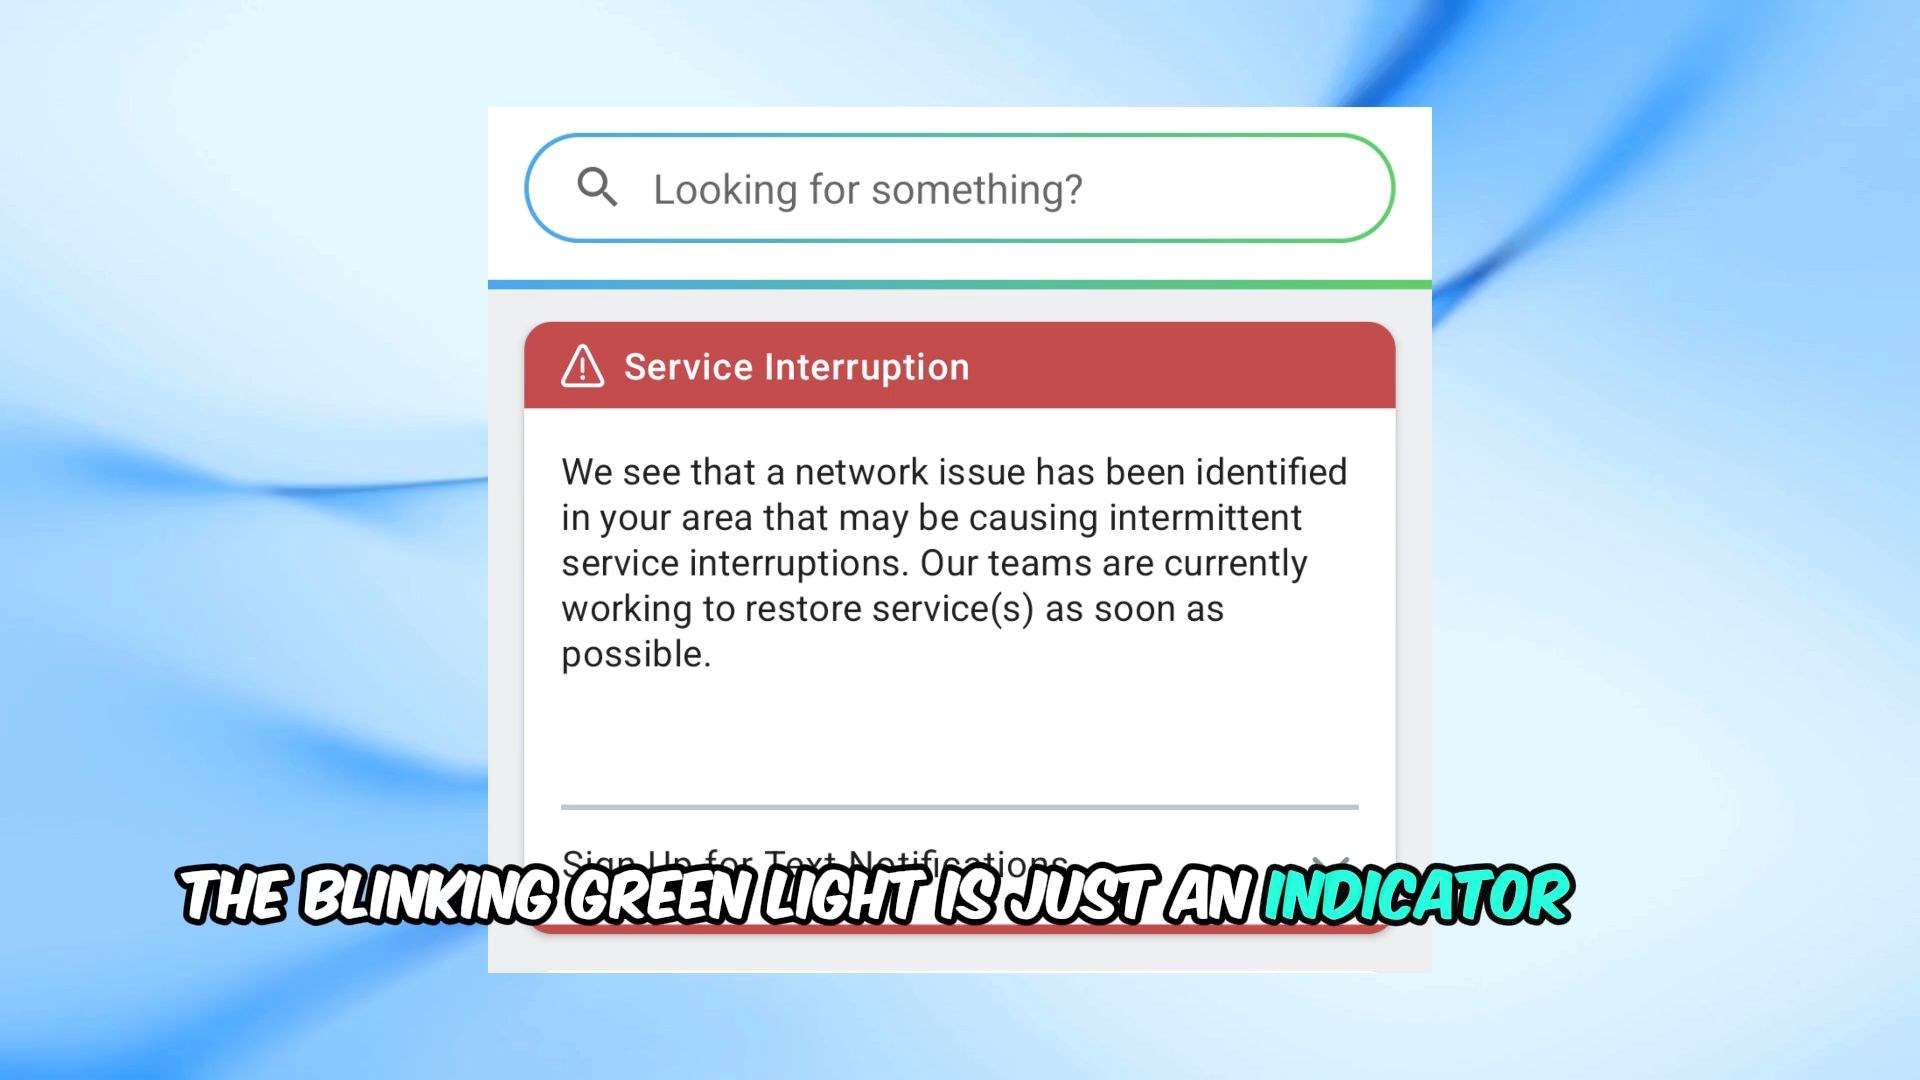 Looking for something?
Service Interruption
We see that a network issue has been identified
in your area that may be causing intermittent
service interruptions. Our teams are currently
working to restore service(s) as soon as
possible.
Sign Up for Text Notifications
THE BLINKING GREEN LIGHT IS JUST AN INDICATOR